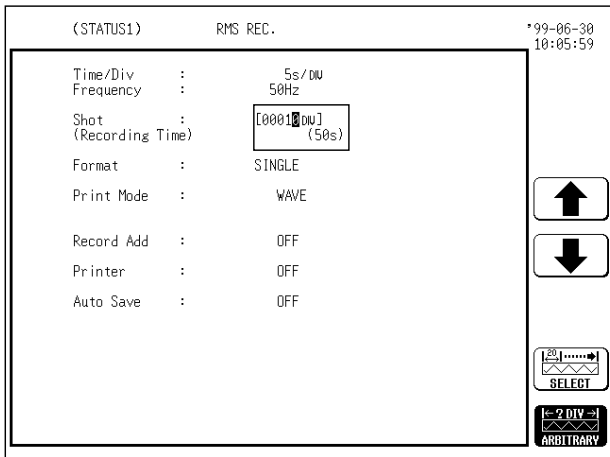 (STATUS1) RMS REC. '99-06-30
10:05:59
Time/Div : 5s/DIV
Frequency : 50Hz
Shot : [00010DIV]
(Recording Time) (50s)
Format : SINGLE
Print Mode : WAVE
Record Add : OFF
Printer : OFF
Auto Save : OFF
20
SELECT
? DIV
ARBITRARY